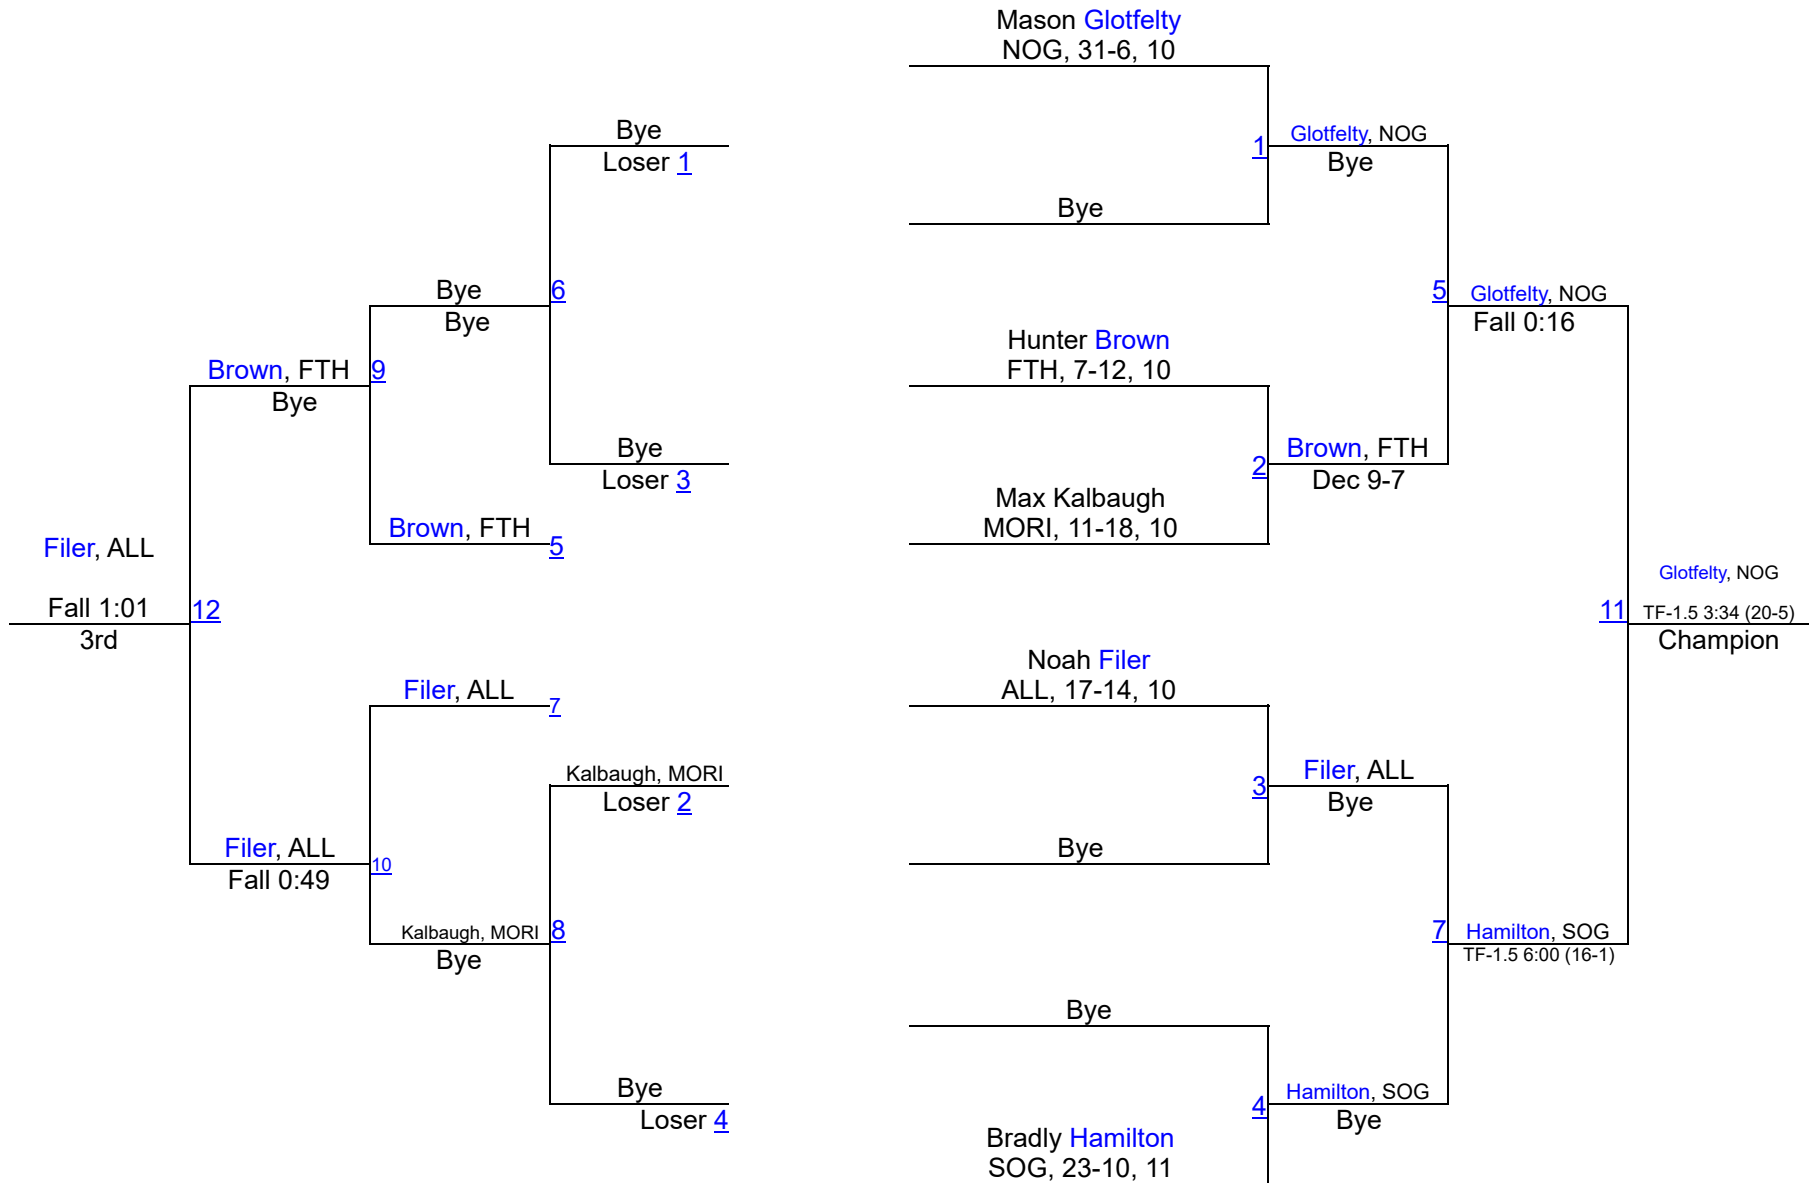 Mason Glotfelty
NOG, 31-6, 10
Bye
Loser 1
1
Glotfelty, NOG
Bye
Bye
Bye
6
Bye
5
Glotfelty, NOG
Fall 0:16
Hunter Brown
FTH, 7-12, 10
Brown, FTH
9
Bye
Bye
Loser 3
2
Brown, FTH
Dec 9-7
Max Kalbaugh
MORI, 11-18, 10
Brown, FTH
5
Filer, ALL
Fall 1:01
12
3rd
Glotfelty, NOG
11
TF-1.5 3:34 (20-5)
Champion
Noah Filer
ALL, 17-14, 10
Filer, ALL
7
Kalbaugh, MORI
Loser 2
3
Filer, ALL
Bye
Filer, ALL
10
Fall 0:49
Bye
Kalbaugh, MORI
8
Bye
7
Hamilton, SOG
TF-1.5 6:00 (16-1)
Bye
Bye
Loser 4
4
Hamilton, SOG
Bye
Bradly Hamilton
SOG, 23-10, 11